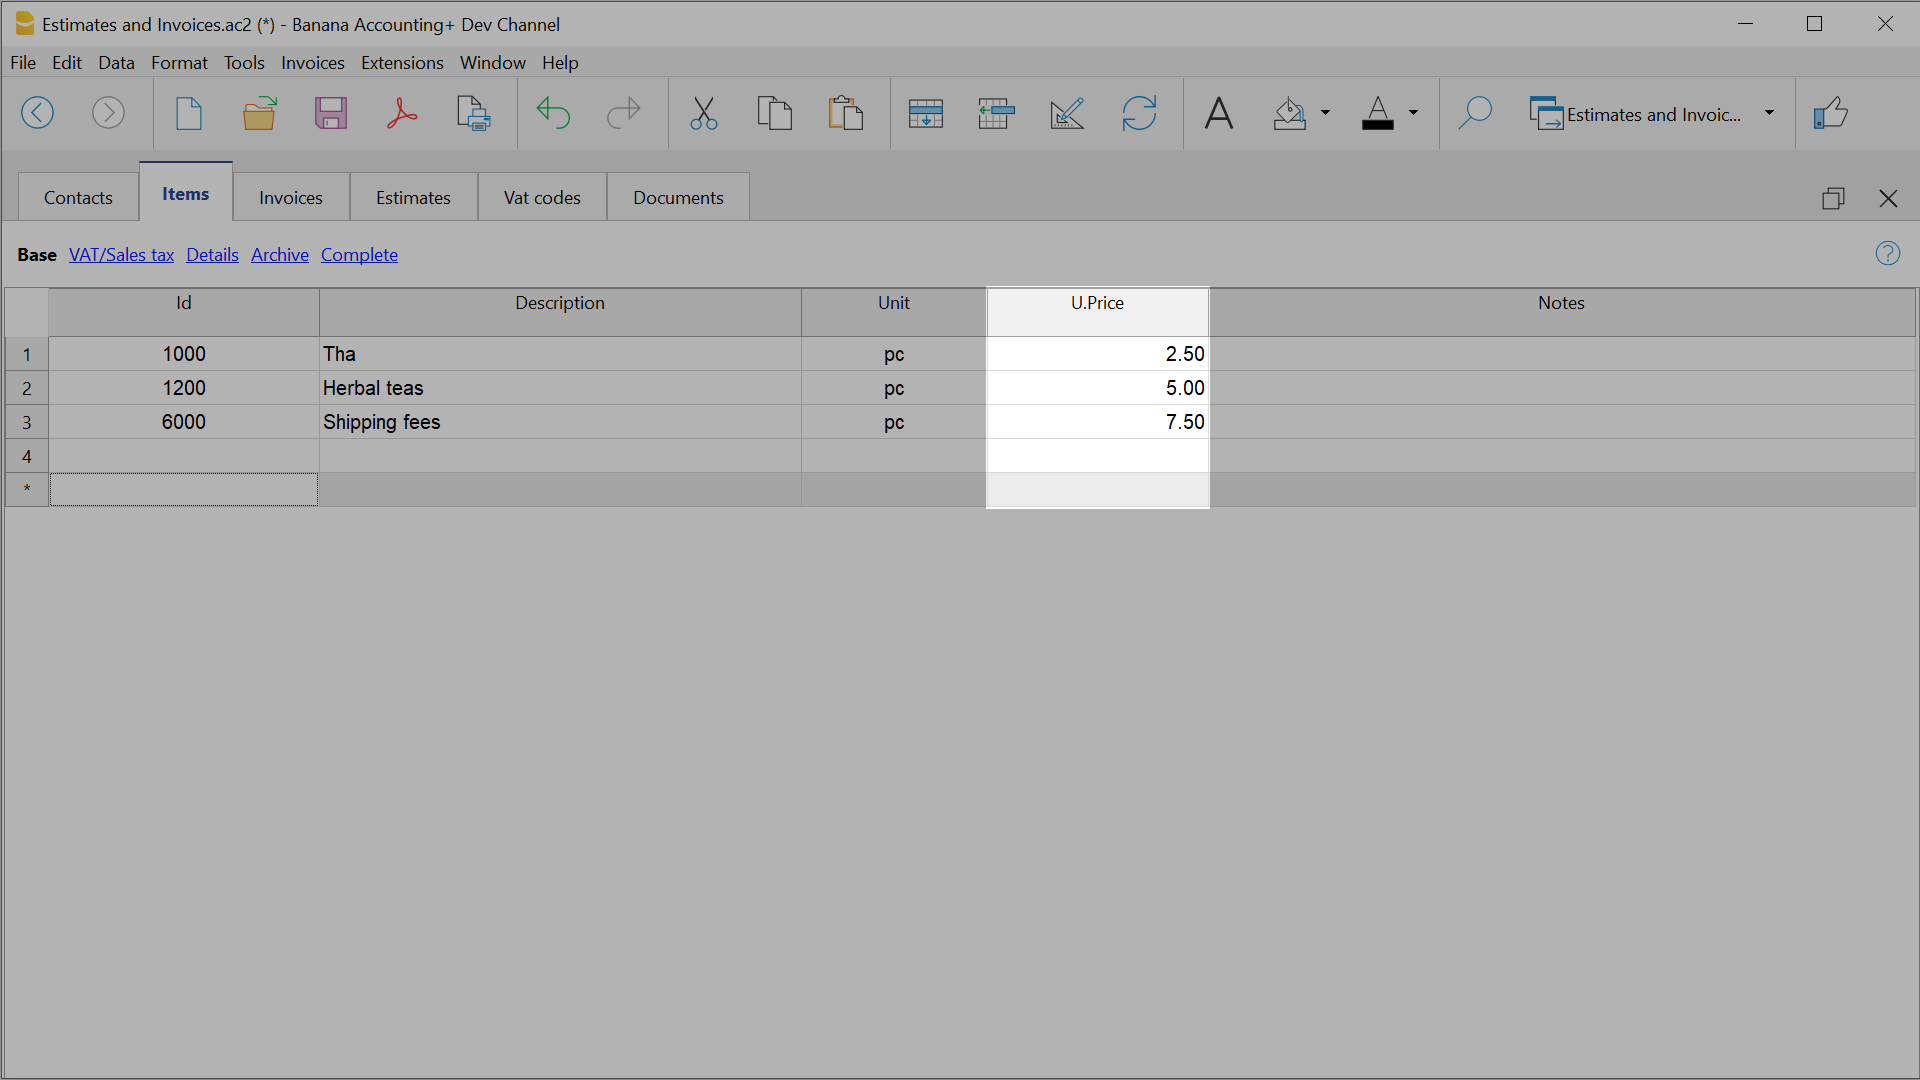 Estimates and Invoices.ac2 (*) - Banana Accounting+ Dev Channel
File Edit Data Format Tools Invoices Extensions Window Help
Estimates and Invoic...
Contacts Items Invoices Estimates Vat codes Documents
Base VAT/Sales tax Details Archive Complete
Id Description Unit U.Price Notes
1 1000 Tha pc 2.50
2 1200 Herbal teas pc 5.00
3 6000 Shipping fees pc 7.50
4
*